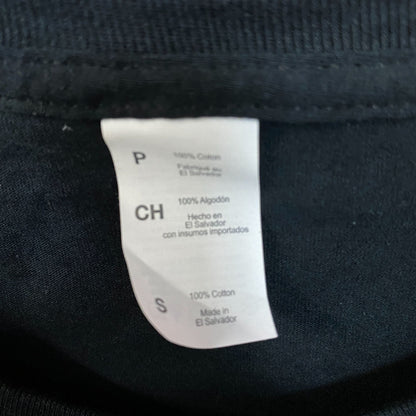 P
100% Cotton
Fabriqué au
El Salvador
CH
100% Algodón
Hecho en
El Salvador
con insumos importados
S
100% Cotton
Made in
El Salvador